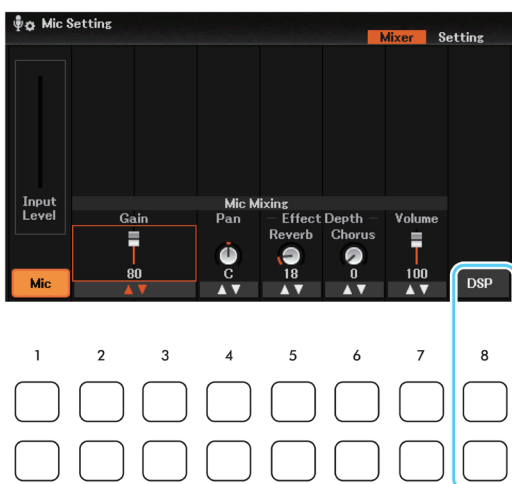 Mic Setting
Mixer Setting
Mic Mixing
Input Level
Gain
Pan
Effect Depth
Reverb
Chorus
Volume
80
C
18
0
100
Mic
DSP
1 2 3 4 5 6 7 8